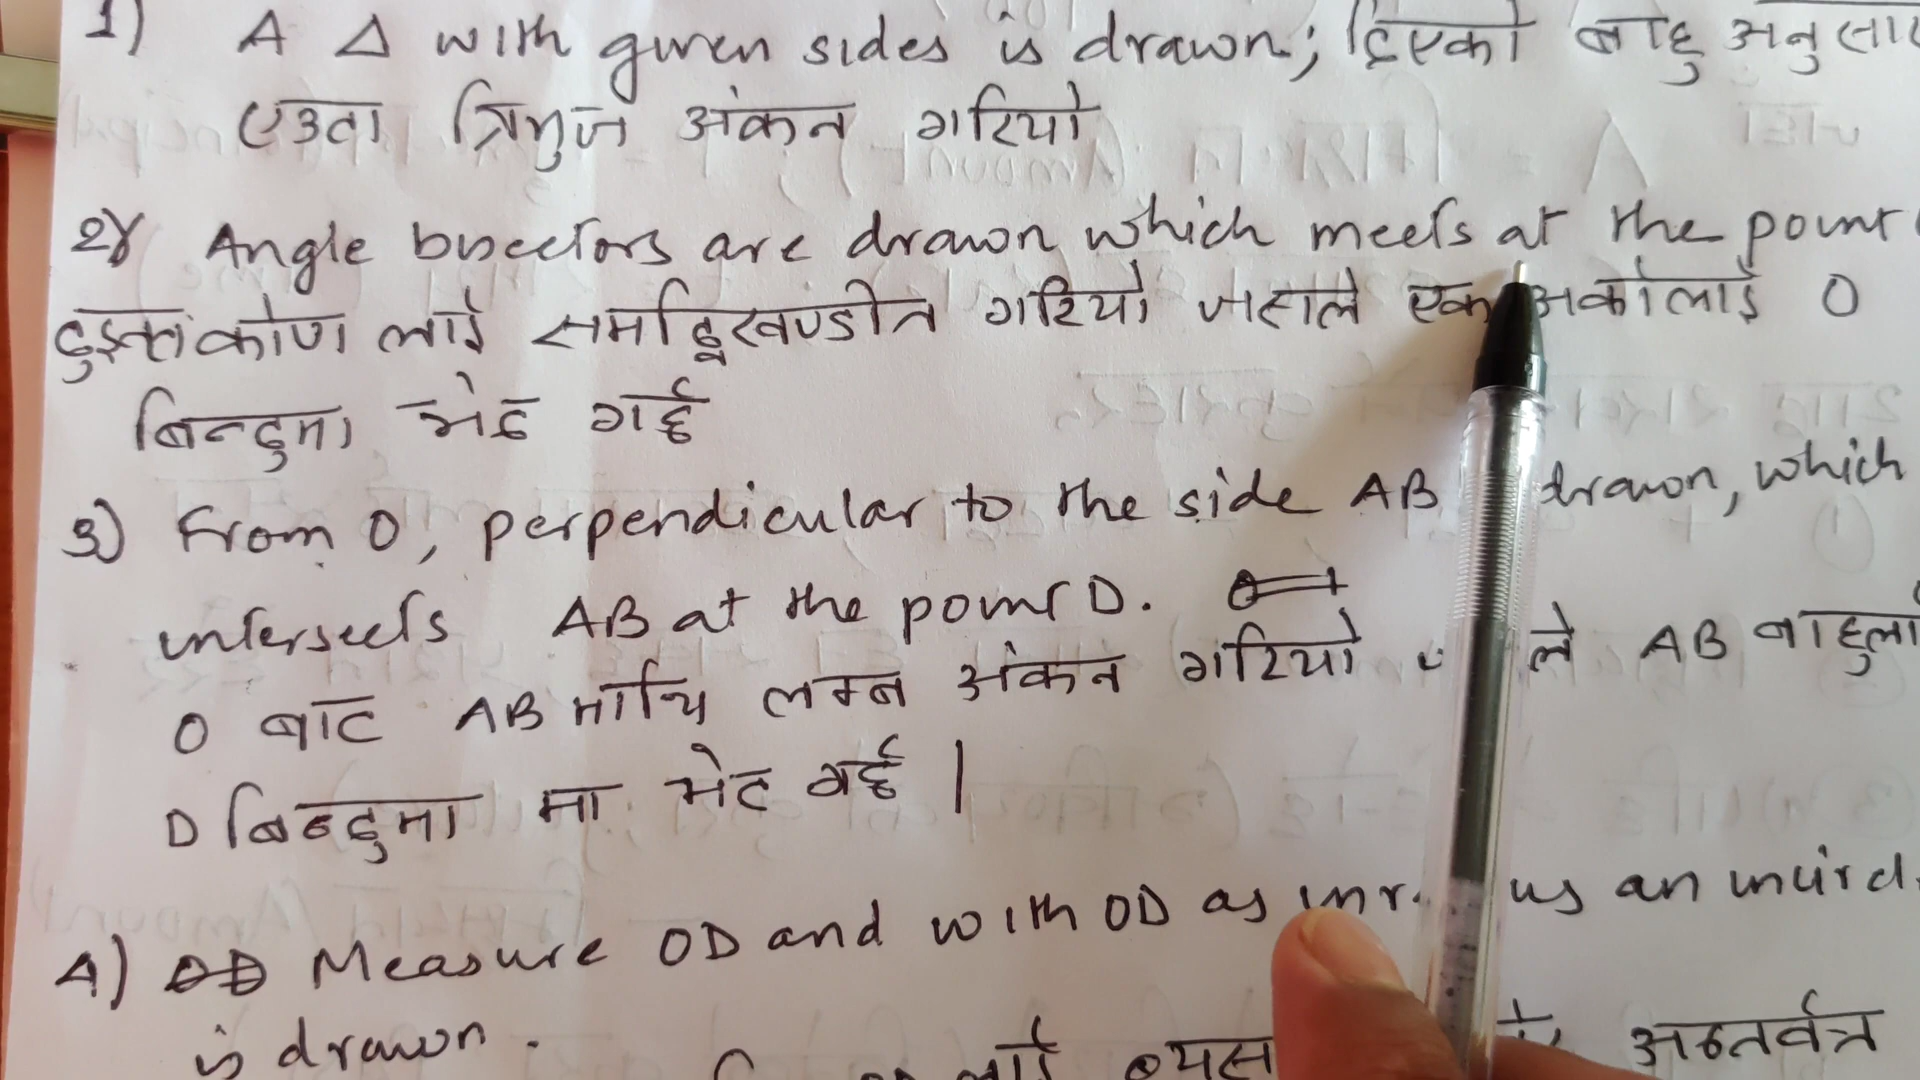 1) A Δ with given sides is drawn; दिएको बाहु अनुसार
एउटा त्रिभुज अंकन गरियो
2) Angle bisectors are drawn which meets at the point
कोण लाई समद्विखण्डीत गरियो जसले एक अर्कोलाई O
बिन्दुमा भेट गर्छ
3) From O, perpendicular to the side AB drawn, which
intersects AB at the point D.
O बाट AB माथि लम्ब अंकन गरियो ले AB
D बिन्दुमा मा भेट गर्छ |
4) Measure OD and with OD as an
is drawn.
लाई अन्तर्वृत्त